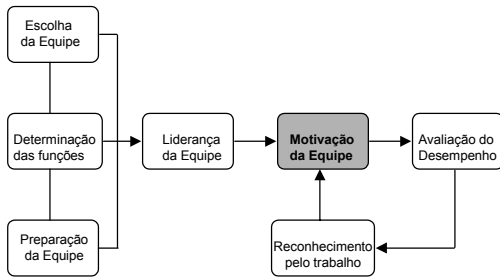 Escolha
da Equipe
Determinação
das funções
Preparação
da Equipe
Liderança
da Equipe
Motivação
da Equipe
Avaliação do
Desempenho
Reconhecimento
pelo trabalho